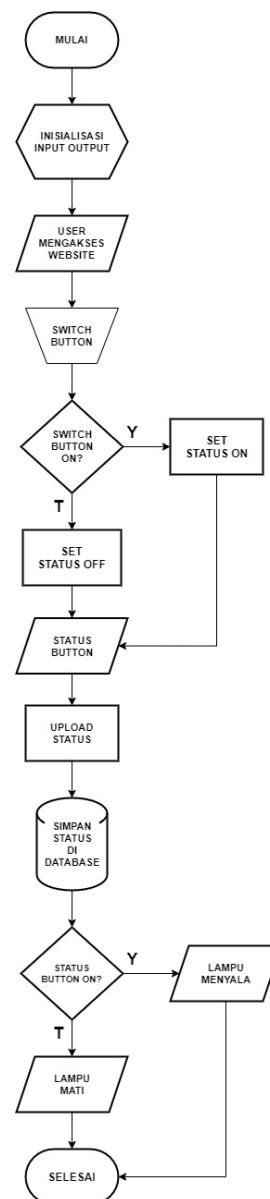 MULAI
INISIALISASI
INPUT OUTPUT
USER
MENGAKSES
WEBSITE
SWITCH
BUTTON
SWITCH
BUTTON
ON?
Y
SET
STATUS ON
T
SET
STATUS OFF
STATUS
BUTTON
UPLOAD
STATUS
SIMPAN
STATUS
DI
DATABASE
STATUS
BUTTON ON?
Y
LAMPU
MENYALA
T
LAMPU
MATI
SELESAI